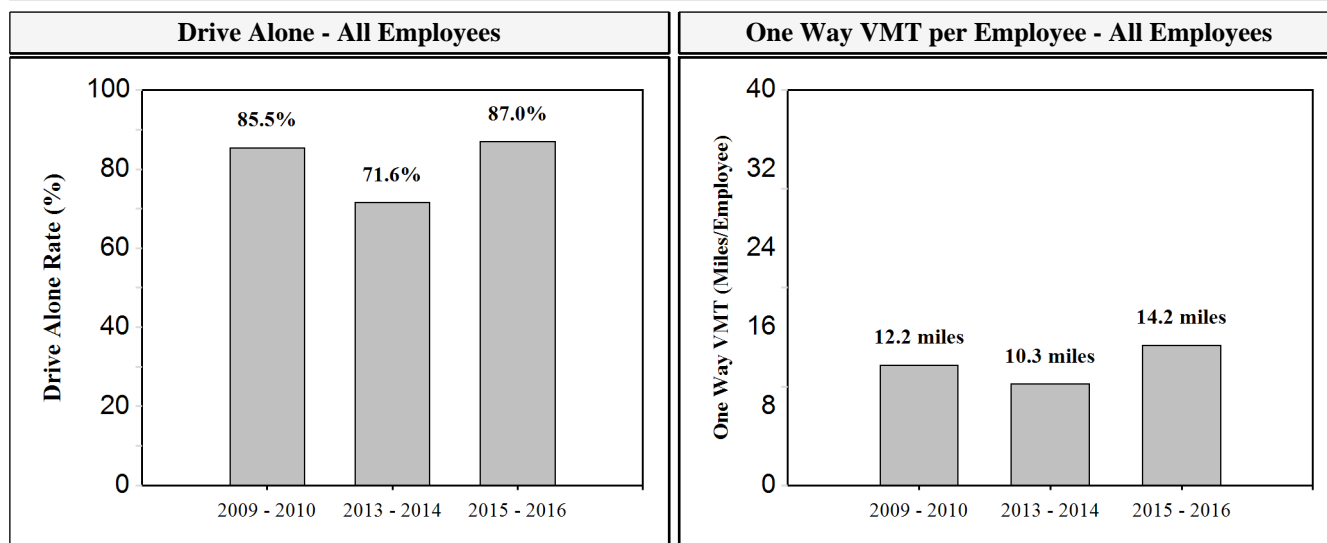 Drive Alone - All Employees
Drive Alone Rate (%)
100
80
60
40
20
0
85.5%
71.6%
87.0%
2009 - 2010
2013 - 2014
2015 - 2016
One Way VMT per Employee - All Employees
One Way VMT (Miles/Employee)
40
32
24
16
8
0
12.2 miles
10.3 miles
14.2 miles
2009 - 2010
2013 - 2014
2015 - 2016